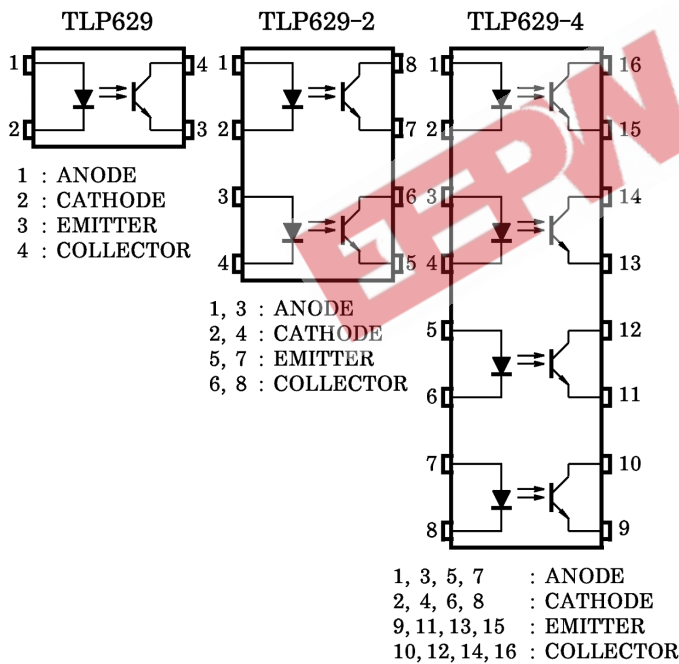 TLP629
1
4
2
3
1 : ANODE
2 : CATHODE
3 : EMITTER
4 : COLLECTOR
TLP629-2
1
8
2
7
3
6
4
5
1, 3 : ANODE
2, 4 : CATHODE
5, 7 : EMITTER
6, 8 : COLLECTOR
TLP629-4
1
16
2
15
3
14
4
13
5
12
6
11
7
10
8
9
1, 3, 5, 7 : ANODE
2, 4, 6, 8 : CATHODE
9, 11, 13, 15 : EMITTER
10, 12, 14, 16 : COLLECTOR
EEPW